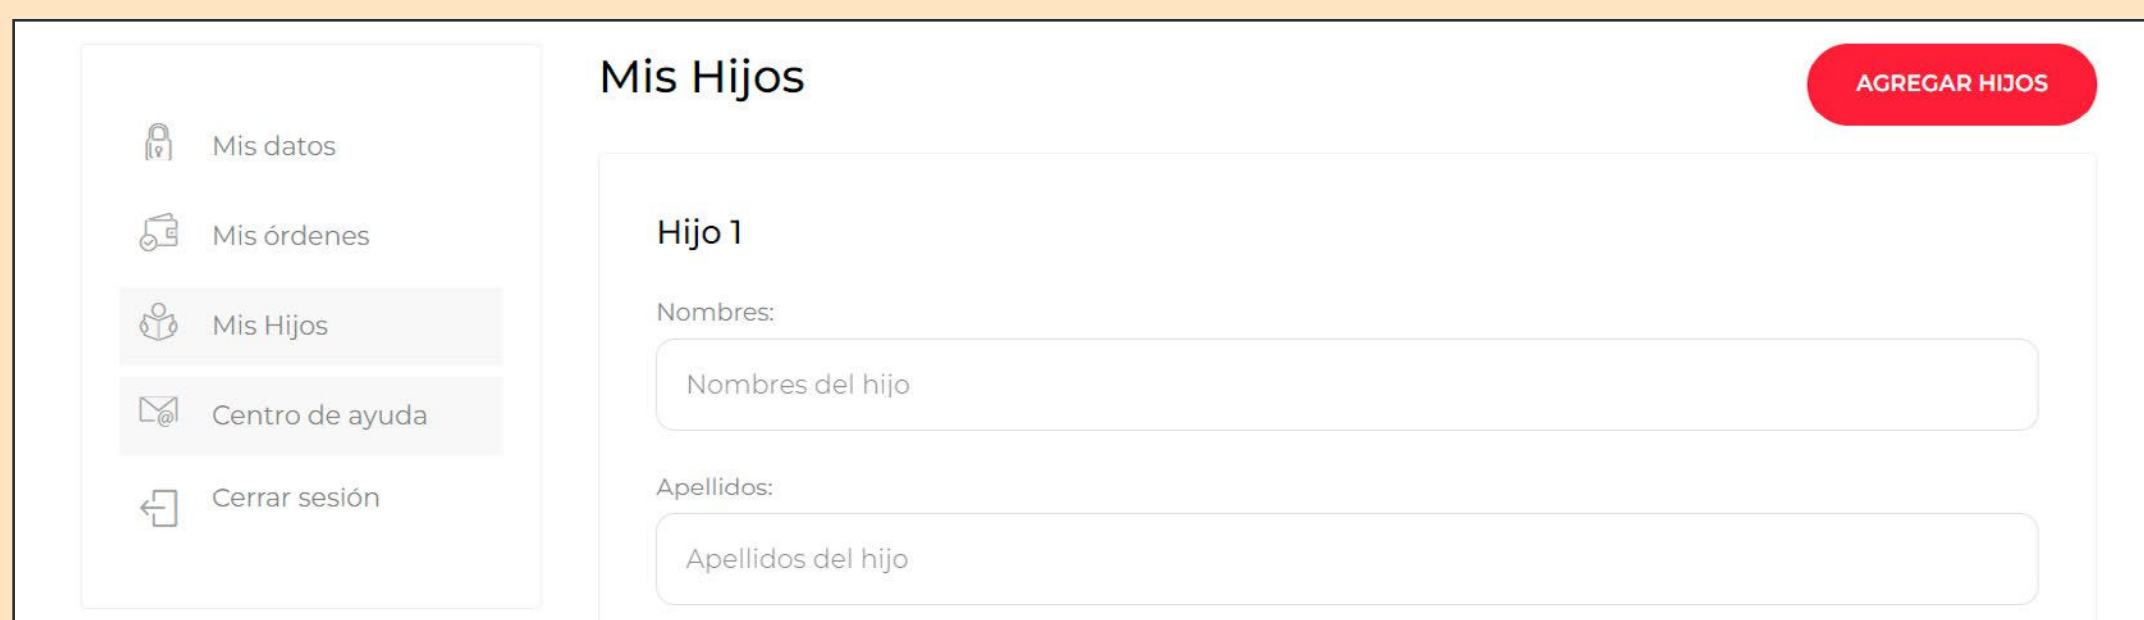 Mis datos
Mis órdenes
Mis Hijos
Centro de ayuda
Cerrar sesión
Mis Hijos
AGREGAR HIJOS
Hijo 1
Nombres:
Nombres del hijo
Apellidos:
Apellidos del hijo